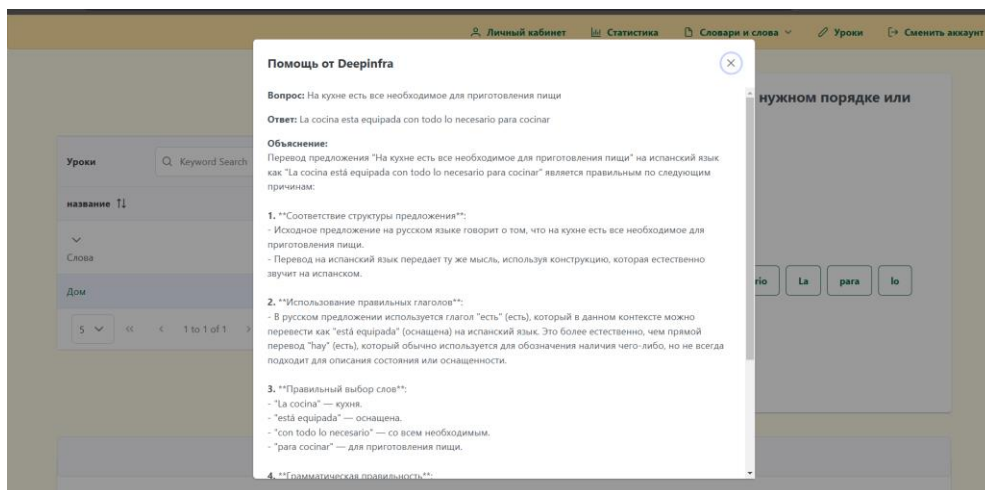 Личный кабинет Статистика Словари и слова Уроки Сменить аккаунт
Помощь от Deepinfra
Вопрос: На кухне есть все необходимое для приготовления пищи
нужном порядке или
Ответ: La cocina esta equipada con todo lo necesario para cocinar
Объяснение:
Перевод предложения "На кухне есть все необходимое для приготовления пищи" на испанский язык
как "La cocina está equipada con todo lo necesario para cocinar" является правильным по следующим
причинам:
Уроки Keyword Search
название
1. **Соответствие структуры предложения**:
- Исходное предложение на русском языке говорит о том, что на кухне есть все необходимое для
приготовления пищи.
- Перевод на испанский язык передает ту же мысль, используя конструкцию, которая естественно
звучит на испанском.
Слова
rio La para lo
Дом
2. **Использование правильных глаголов**:
- В русском предложении используется глагол "есть" (есть), который в данном контексте можно
перевести как "está equipada" (оснащена) на испанский язык. Это более естественно, чем прямой
перевод "hay" (есть), который обычно используется для обозначения наличия чего-либо, но не всегда
подходит для описания состояния или оснащенности.
5 << < 1 to 1 of 1 >
3. **Правильный выбор слов**:
- "La cocina" — кухня.
- "está equipada" — оснащена.
- "con todo lo necesario" — со всем необходимым.
- "para cocinar" — для приготовления пищи.
4. **Грамматическая правильность**: